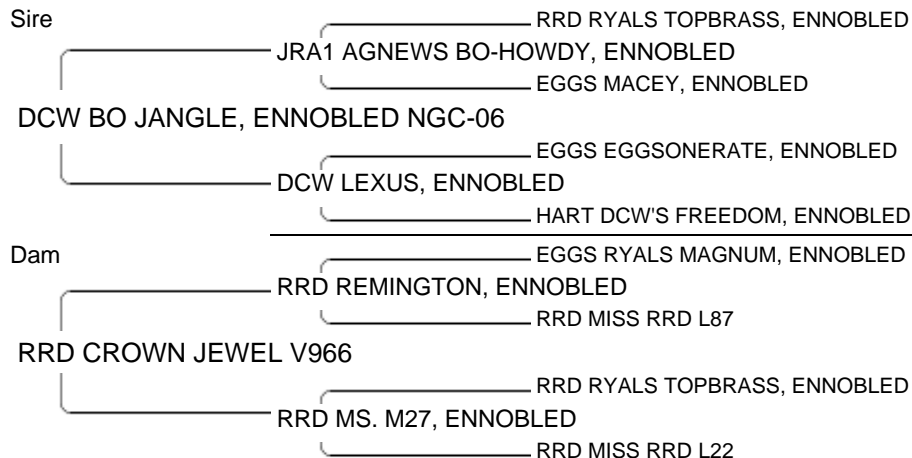 Sire
RRD RYALS TOPBRASS, ENNOBLED
JRA1 AGNEWS BO-HOWDY, ENNOBLED
EGGS MACEY, ENNOBLED
DCW BO JANGLE, ENNOBLED NGC-06
EGGS EGGSONERATE, ENNOBLED
DCW LEXUS, ENNOBLED
HART DCW'S FREEDOM, ENNOBLED
Dam
EGGS RYALS MAGNUM, ENNOBLED
RRD REMINGTON, ENNOBLED
RRD MISS RRD L87
RRD CROWN JEWEL V966
RRD RYALS TOPBRASS, ENNOBLED
RRD MS. M27, ENNOBLED
RRD MISS RRD L22